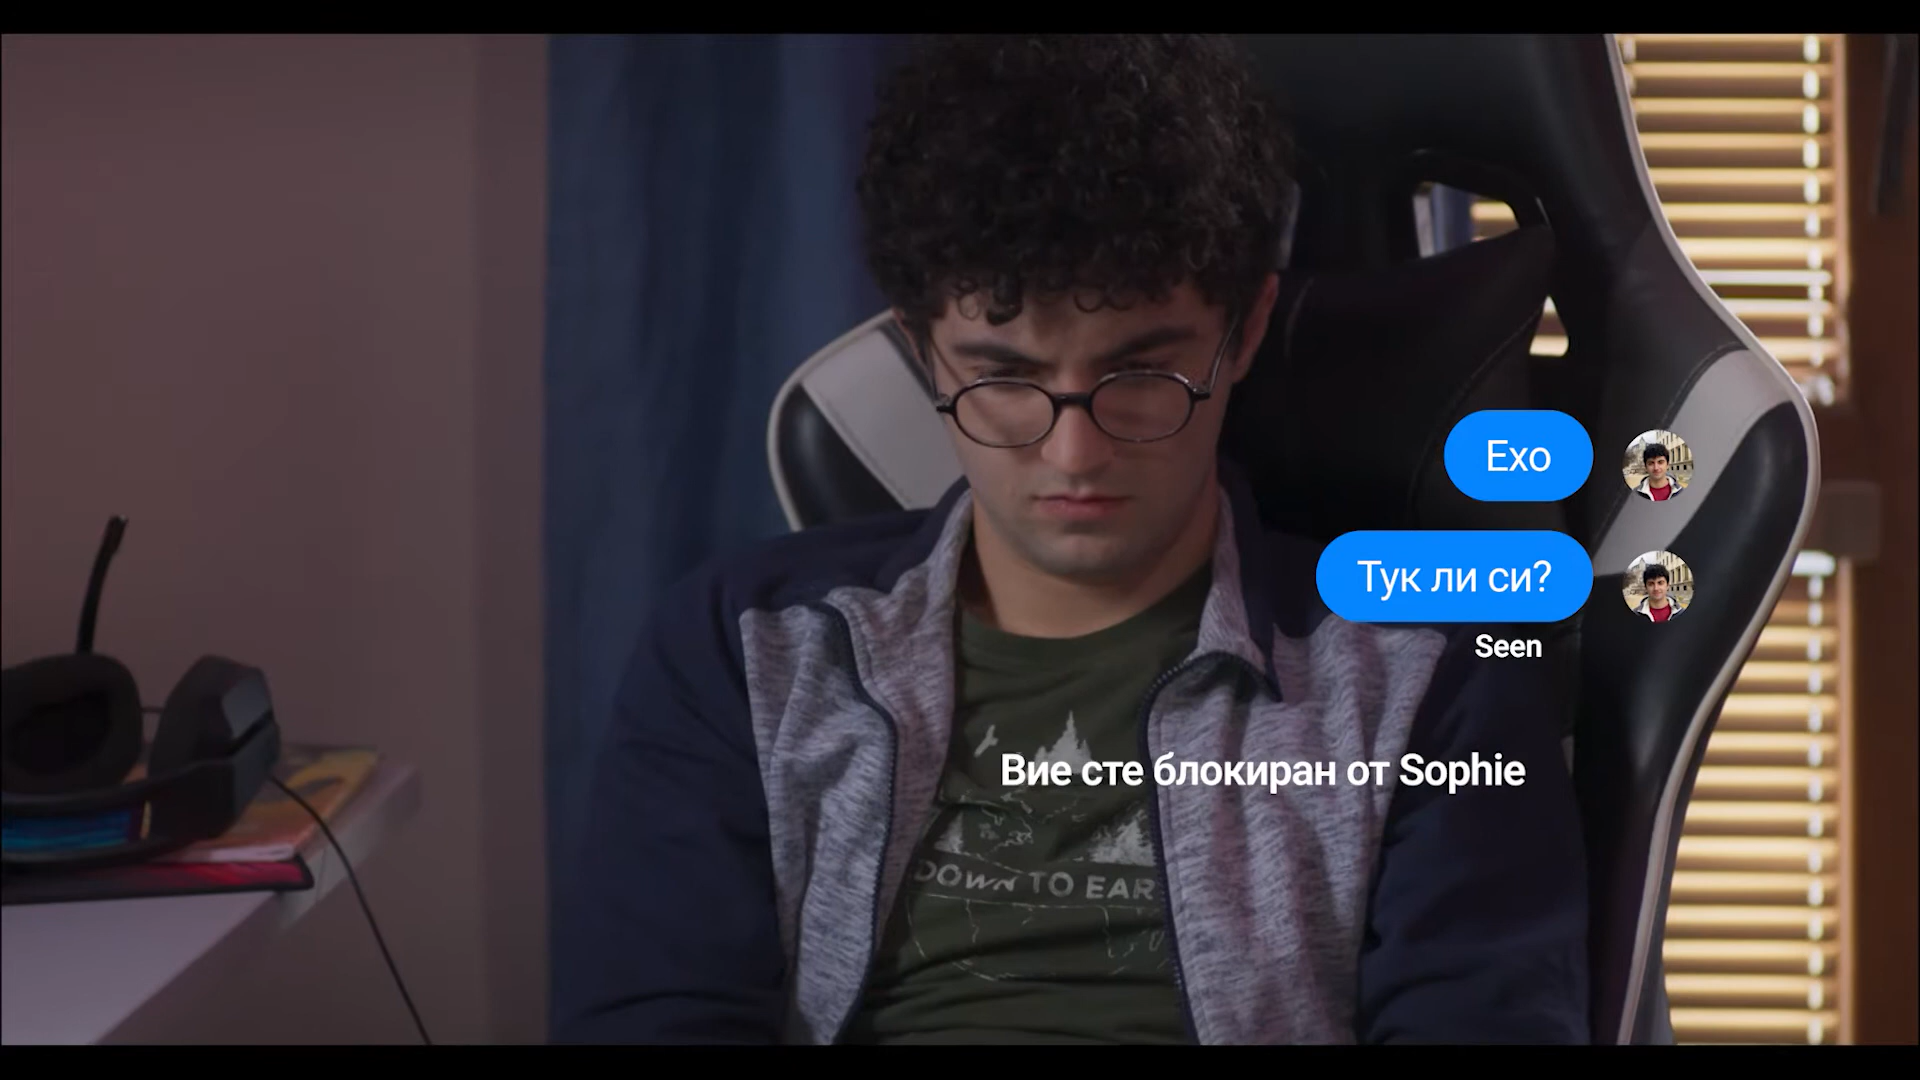 Ехо
Тук ли си?
Seen
Вие сте блокиран от Sophie
DOWN TO EAR